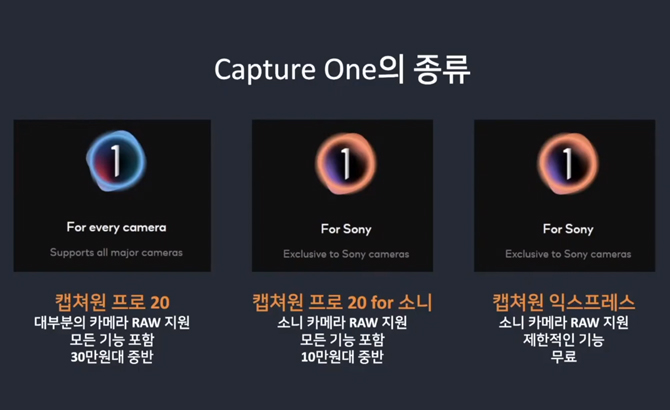 Capture One의 종류
1
For every camera
Supports all major cameras
캡쳐원 프로 20
대부분의 카메라 RAW 지원
모든 기능 포함
30만원대 중반
1
For Sony
Exclusive to Sony cameras
캡쳐원 프로 20 for 소니
소니 카메라 RAW 지원
모든 기능 포함
10만원대 중반
1
For Sony
Exclusive to Sony cameras
캡쳐원 익스프레스
소니 카메라 RAW 지원
제한적인 기능
무료